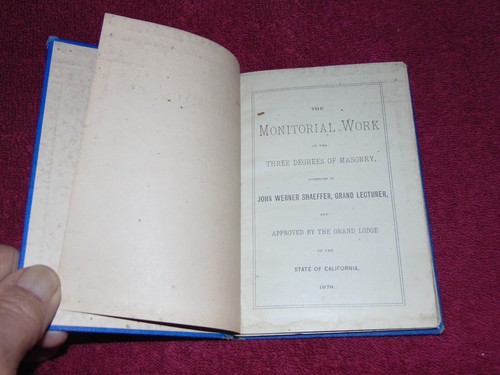 THE
MONITORIAL WORK
OF THE
THREE DEGREES OF MASONRY,
JOHN WERNER SHAEFFER, GRAND LECTURER,
AND
APPROVED BY THE GRAND LODGE
OF THE
STATE OF CALIFORNIA,